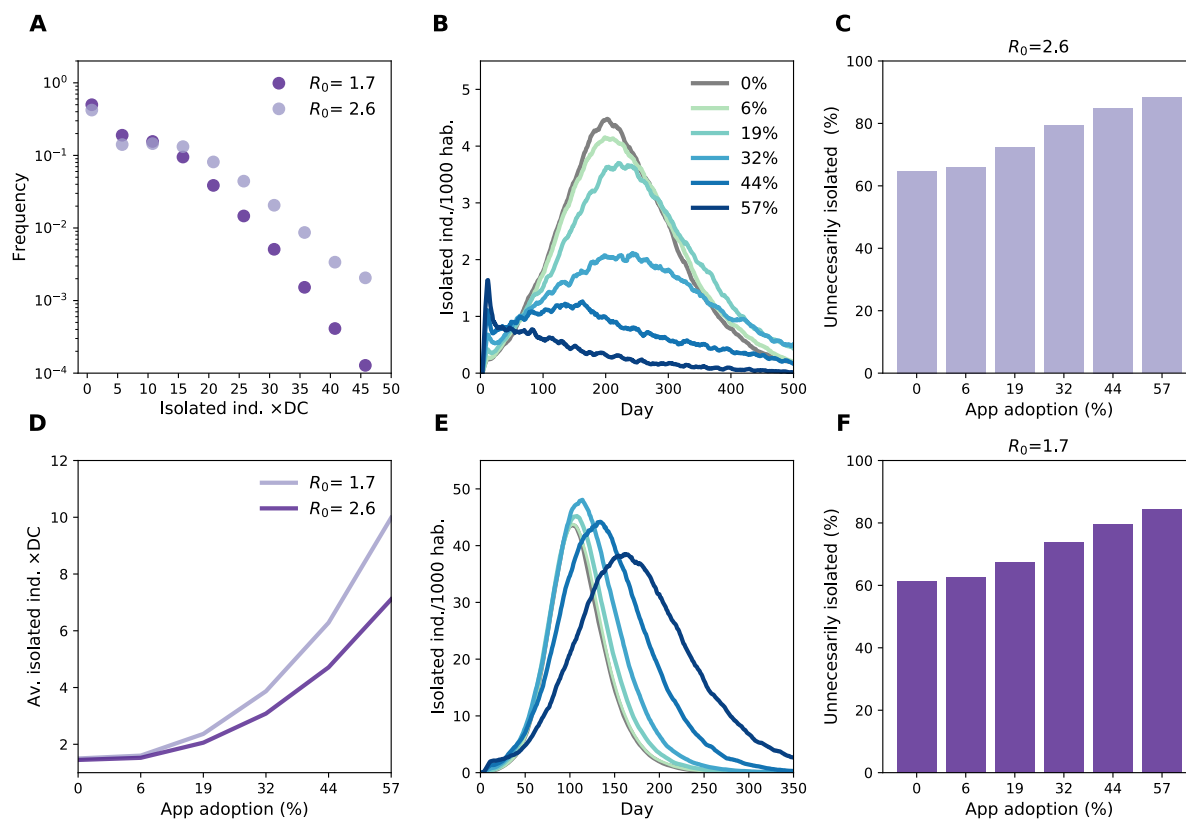 A
10^0
10^-1
10^-2
10^-3
10^-4
Frequency
R_0= 1.7
R_0= 2.6
0 5 10 15 20 25 30 35 40 45 50
Isolated ind. ×DC
B
5
4
3
2
1
0
Isolated ind./1000 hab.
0%
6%
19%
32%
44%
57%
0 100 200 300 400 500
Day
C
R_0=2.6
100
80
60
40
20
0
Unnecesarily isolated (%)
0 6 19 32 44 57
App adoption (%)
D
12
10
8
6
4
2
Av. isolated ind. ×DC
R_0= 1.7
R_0= 2.6
0 6 19 32 44 57
App adoption (%)
E
50
40
30
20
10
0
Isolated ind./1000 hab.
0 50 100 150 200 250 300 350
Day
F
R_0=1.7
100
80
60
40
20
0
Unnecesarily isolated (%)
0 6 19 32 44 57
App adoption (%)